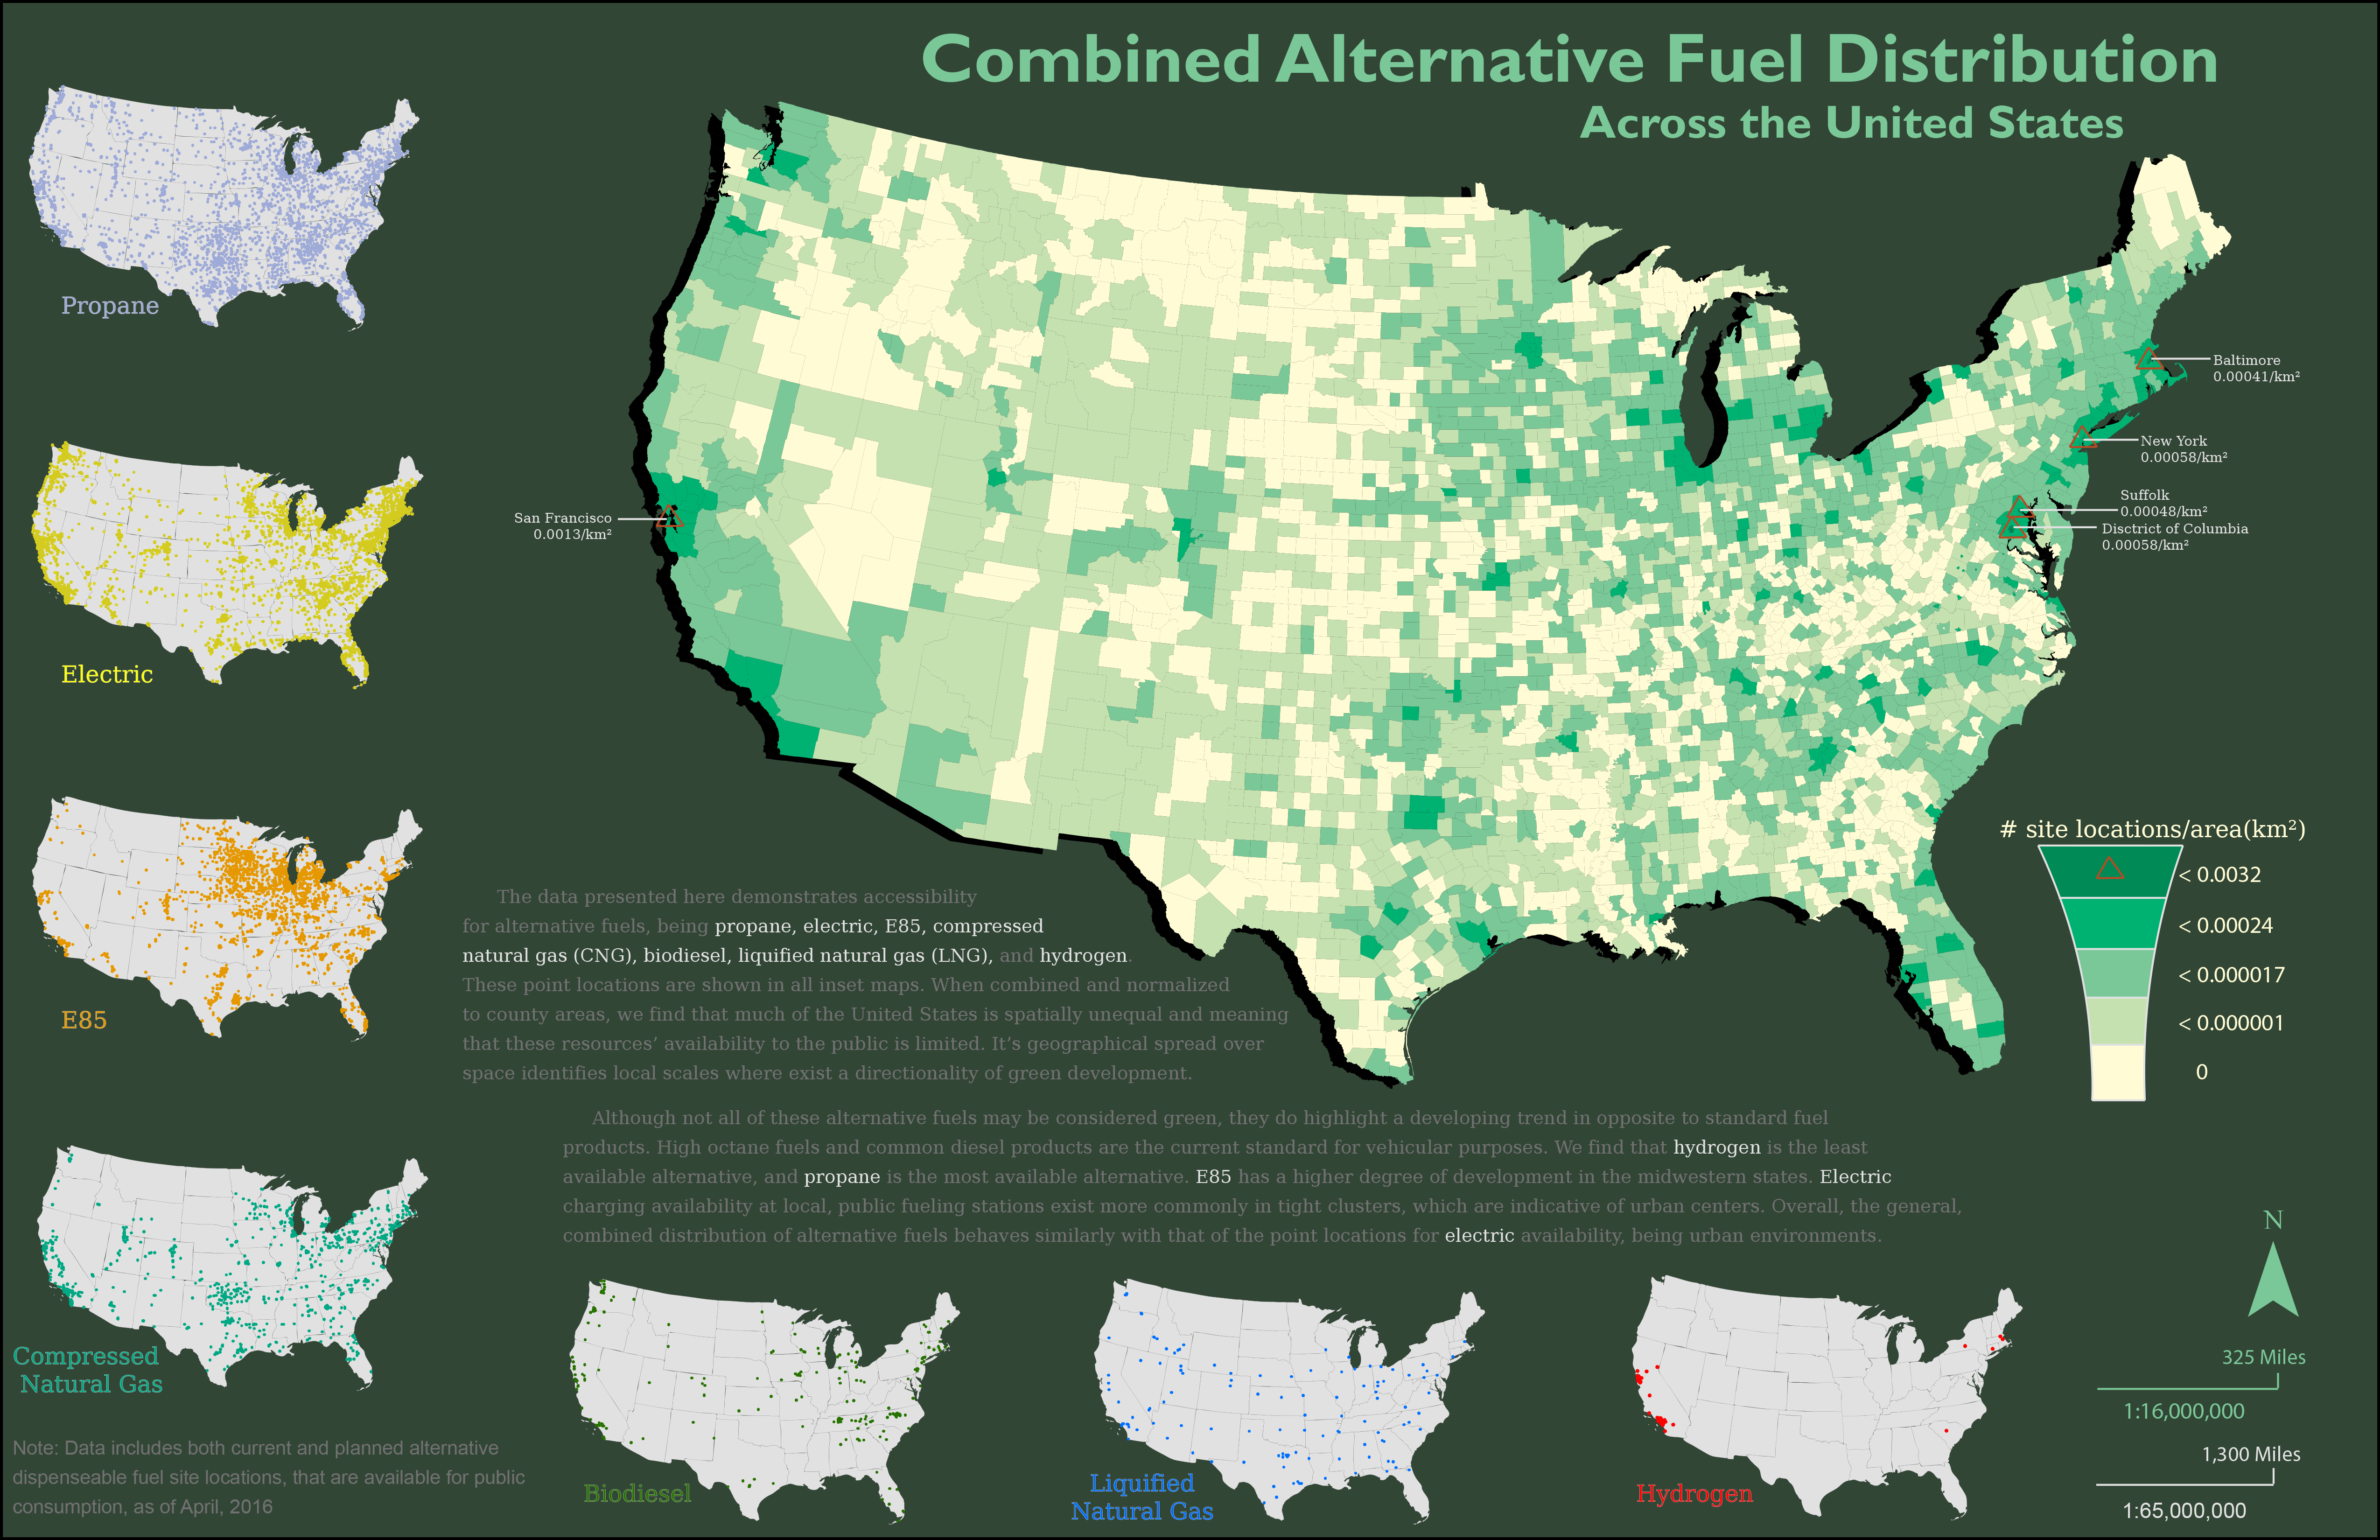 Combined Alternative Fuel Distribution
Across the United States
Propane
Electric
E85
Compressed
Natural Gas
Note: Data includes both current and planned alternative
dispenseable fuel site locations, that are available for public
consumption, as of April, 2016
San Francisco
0.0013/km²
Baltimore
0.00041/km²
New York
0.00058/km²
Suffolk
0.00048/km²
Disctrict of Columbia
0.00058/km²
# site locations/area(km²)
< 0.0032
< 0.00024
< 0.000017
< 0.000001
0
The data presented here demonstrates accessibility
for alternative fuels, being propane, electric, E85, compressed
natural gas (CNG), biodiesel, liquified natural gas (LNG), and hydrogen.
These point locations are shown in all inset maps. When combined and normalized
to county areas, we find that much of the United States is spatially unequal and meaning
that these resources’ availability to the public is limited. It’s geographical spread over
space identifies local scales where exist a directionality of green development.
Although not all of these alternative fuels may be considered green, they do highlight a developing trend in opposite to standard fuel
products. High octane fuels and common diesel products are the current standard for vehicular purposes. We find that hydrogen is the least
available alternative, and propane is the most available alternative. E85 has a higher degree of development in the midwestern states. Electric
charging availability at local, public fueling stations exist more commonly in tight clusters, which are indicative of urban centers. Overall, the general,
combined distribution of alternative fuels behaves similarly with that of the point locations for electric availability, being urban environments.
Biodiesel
Liquified
Natural Gas
Hydrogen
N
325 Miles
1:16,000,000
1,300 Miles
1:65,000,000